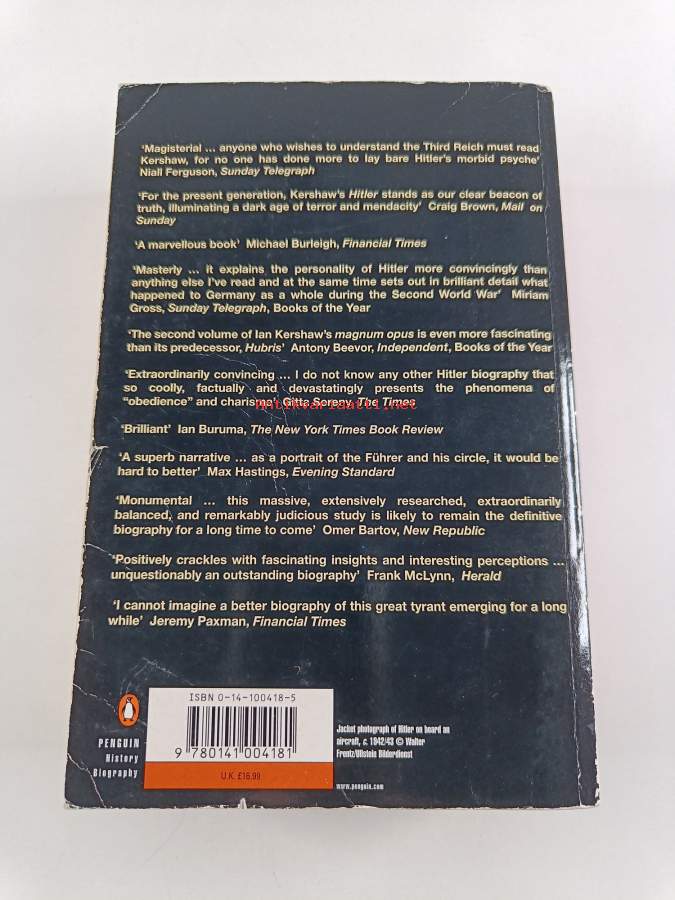 ‘Magisterial ... anyone who wishes to understand the Third Reich must read
Kershaw, for no one has done more to lay bare Hitler’s morbid psyche’
Niall Ferguson, Sunday Telegraph
‘For the present generation, Kershaw’s Hitler stands as our clear beacon of
truth, illuminating a dark age of terror and mendacity’ Craig Brown, Mail on
Sunday
‘A marvellous book’ Michael Burleigh, Financial Times
‘Masterly ... it explains the personality of Hitler more convincingly than
anything else I’ve read and at the same time sets out in brilliant detail what
happened to Germany as a whole during the Second World War’ Miriam
Gross, Sunday Telegraph, Books of the Year
‘The second volume of Ian Kershaw’s magnum opus is even more fascinating
than its predecessor, Hubris’ Antony Beevor, Independent, Books of the Year
‘Extraordinarily convincing ... I do not know any other Hitler biography that
so coolly, factually and devastatingly presents the phenomena of
“obedience” and charisma’ Gitta Sereny, The Times
antikvariaatti.net
‘Brilliant’ Ian Buruma, The New York Times Book Review
‘A superb narrative ... as a portrait of the Führer and his circle, it would be
hard to better’ Max Hastings, Evening Standard
‘Monumental ... this massive, extensively researched, extraordinarily
balanced, and remarkably judicious study is likely to remain the definitive
biography for a long time to come’ Omer Bartov, New Republic
‘Positively crackles with fascinating insights and interesting perceptions ...
unquestionably an outstanding biography’ Frank McLynn, Herald
‘I cannot imagine a better biography of this great tyrant emerging for a long
while’ Jeremy Paxman, Financial Times
PENGUIN
History
Biography
ISBN 0-14-100418-5
9 780141 004181
U.K. £16.99
Jacket photograph of Hitler on board an
aircraft, c. 1942/43 © Walter
Frentz/Ullstein Bilderdienst
www.penguin.com